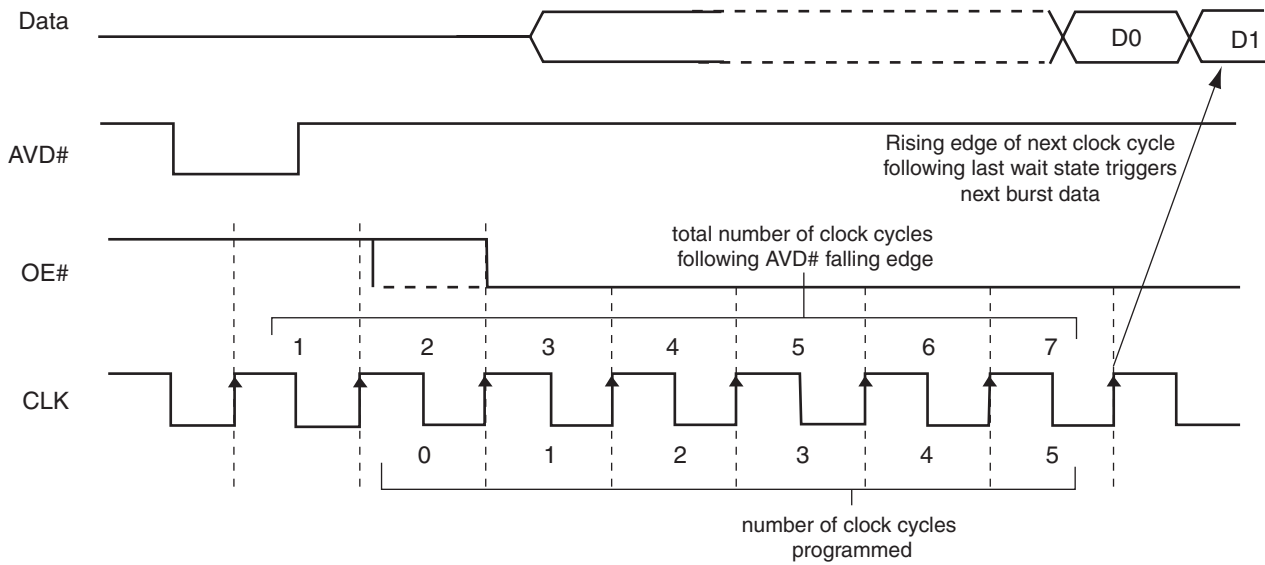 Data
D0
D1
AVD#
Rising edge of next clock cycle
following last wait state triggers
next burst data
total number of clock cycles
following AVD# falling edge
OE#
1 2 3 4 5 6 7
CLK
0 1 2 3 4 5
number of clock cycles
programmed